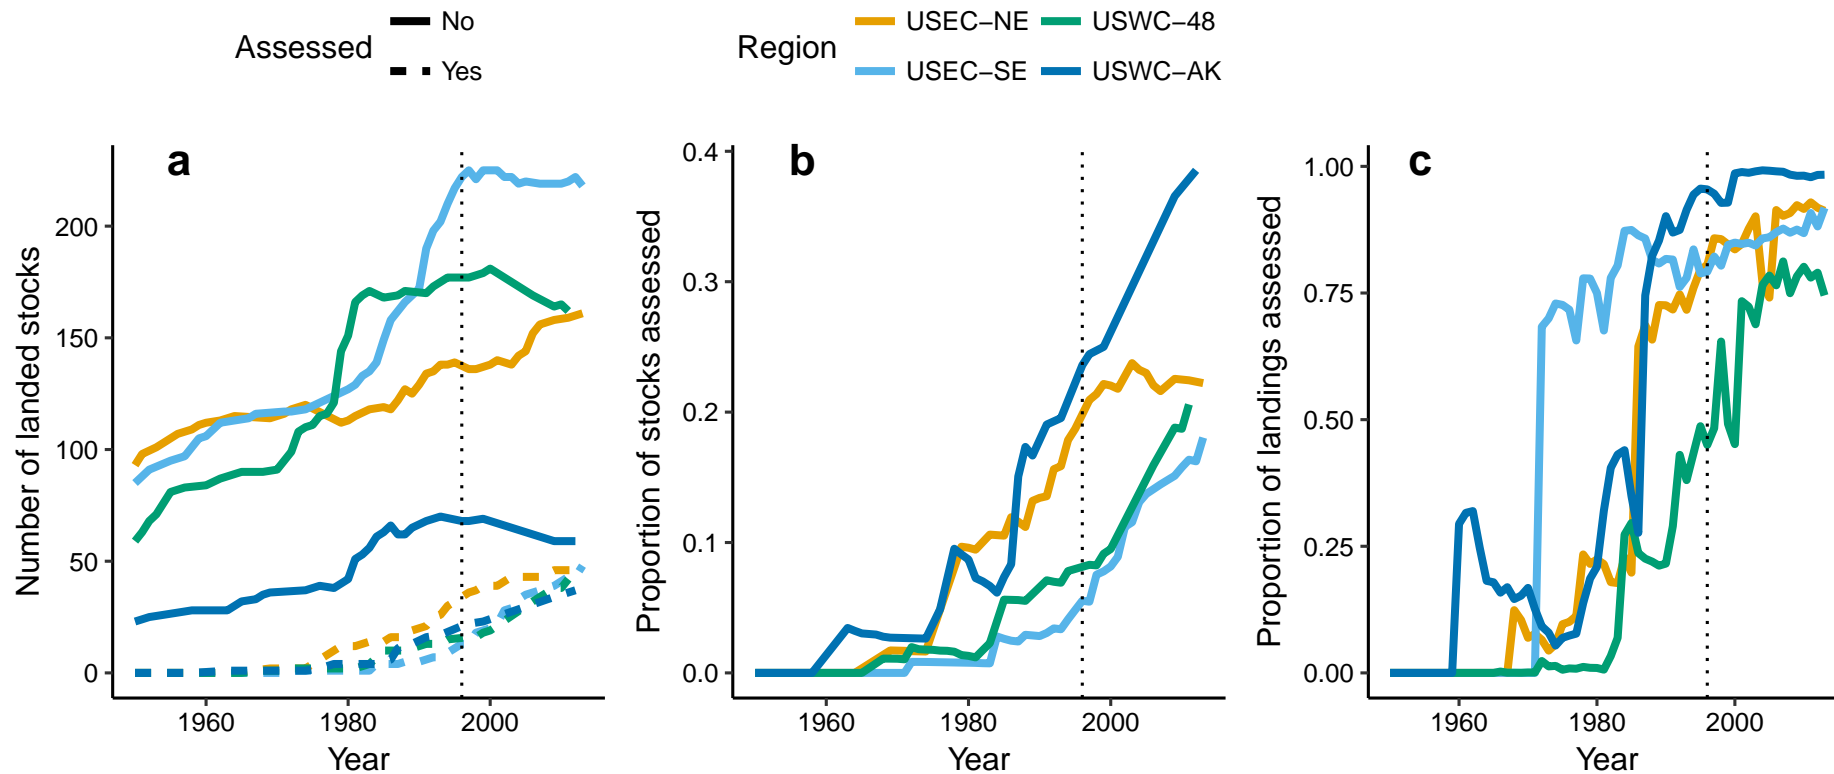 Assessed
No
Yes
Region
USEC−NE
USWC−48
USEC−SE
USWC−AK
a
Number of landed stocks
200
150
100
50
0
1960
1980
2000
Year
b
Proportion of stocks assessed
0.4
0.3
0.2
0.1
0.0
1960
1980
2000
Year
c
Proportion of landings assessed
1.00
0.75
0.50
0.25
0.00
1960
1980
2000
Year